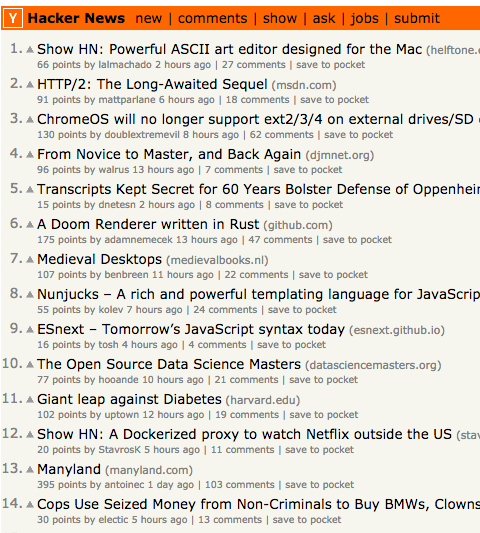 Y Hacker News new | comments | show | ask | jobs | submit
1. Show HN: Powerful ASCII art editor designed for the Mac (helftone.c
66 points by lalmachado 2 hours ago | 27 comments | save to pocket
2. HTTP/2: The Long-Awaited Sequel (msdn.com)
91 points by mattparlane 6 hours ago | 18 comments | save to pocket
3. ChromeOS will no longer support ext2/3/4 on external drives/SD
130 points by doublextremevil 8 hours ago | 62 comments | save to pocket
4. From Novice to Master, and Back Again (djmnet.org)
96 points by walrus 13 hours ago | 7 comments | save to pocket
5. Transcripts Kept Secret for 60 Years Bolster Defense of Oppenhei
15 points by dnetesn 2 hours ago | 8 comments | save to pocket
6. A Doom Renderer written in Rust (github.com)
175 points by adamnemecek 13 hours ago | 47 comments | save to pocket
7. Medieval Desktops (medievalbooks.nl)
107 points by benbreen 11 hours ago | 22 comments | save to pocket
8. Nunjucks – A rich and powerful templating language for JavaScrip
55 points by kolev 7 hours ago | 24 comments | save to pocket
9. ESnext – Tomorrow's JavaScript syntax today (esnext.github.io)
16 points by tosh 4 hours ago | 4 comments | save to pocket
10. The Open Source Data Science Masters (datasciencemasters.org)
77 points by hooande 10 hours ago | 21 comments | save to pocket
11. Giant leap against Diabetes (harvard.edu)
102 points by uptown 12 hours ago | 19 comments | save to pocket
12. Show HN: A Dockerized proxy to watch Netflix outside the US (stav
20 points by StavrosK 5 hours ago | 11 comments | save to pocket
13. Manyland (manyland.com)
395 points by antoinec 1 day ago | 103 comments | save to pocket
14. Cops Use Seized Money from Non-Criminals to Buy BMWs, Clowns
30 points by electic 5 hours ago | 13 comments | save to pocket